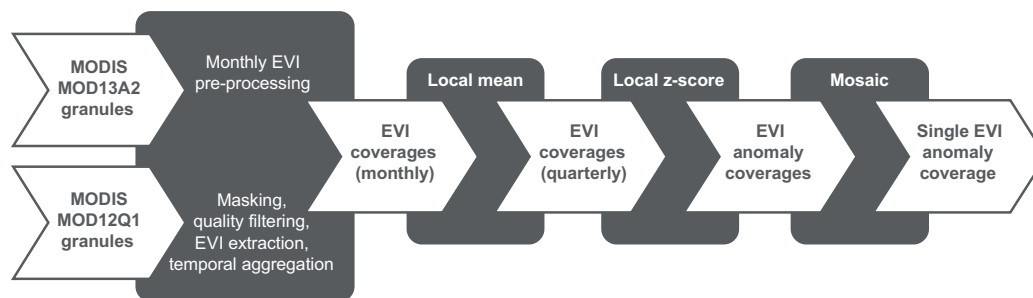 MODIS
MOD13A2
granules
MODIS
MOD12Q1
granules
Monthly EVI
pre-processing
Masking,
quality filtering,
EVI extraction,
temporal aggregation
EVI
coverages
(monthly)
Local mean
EVI
coverages
(quarterly)
Local z-score
EVI
anomaly
coverages
Mosaic
Single EVI
anomaly
coverage